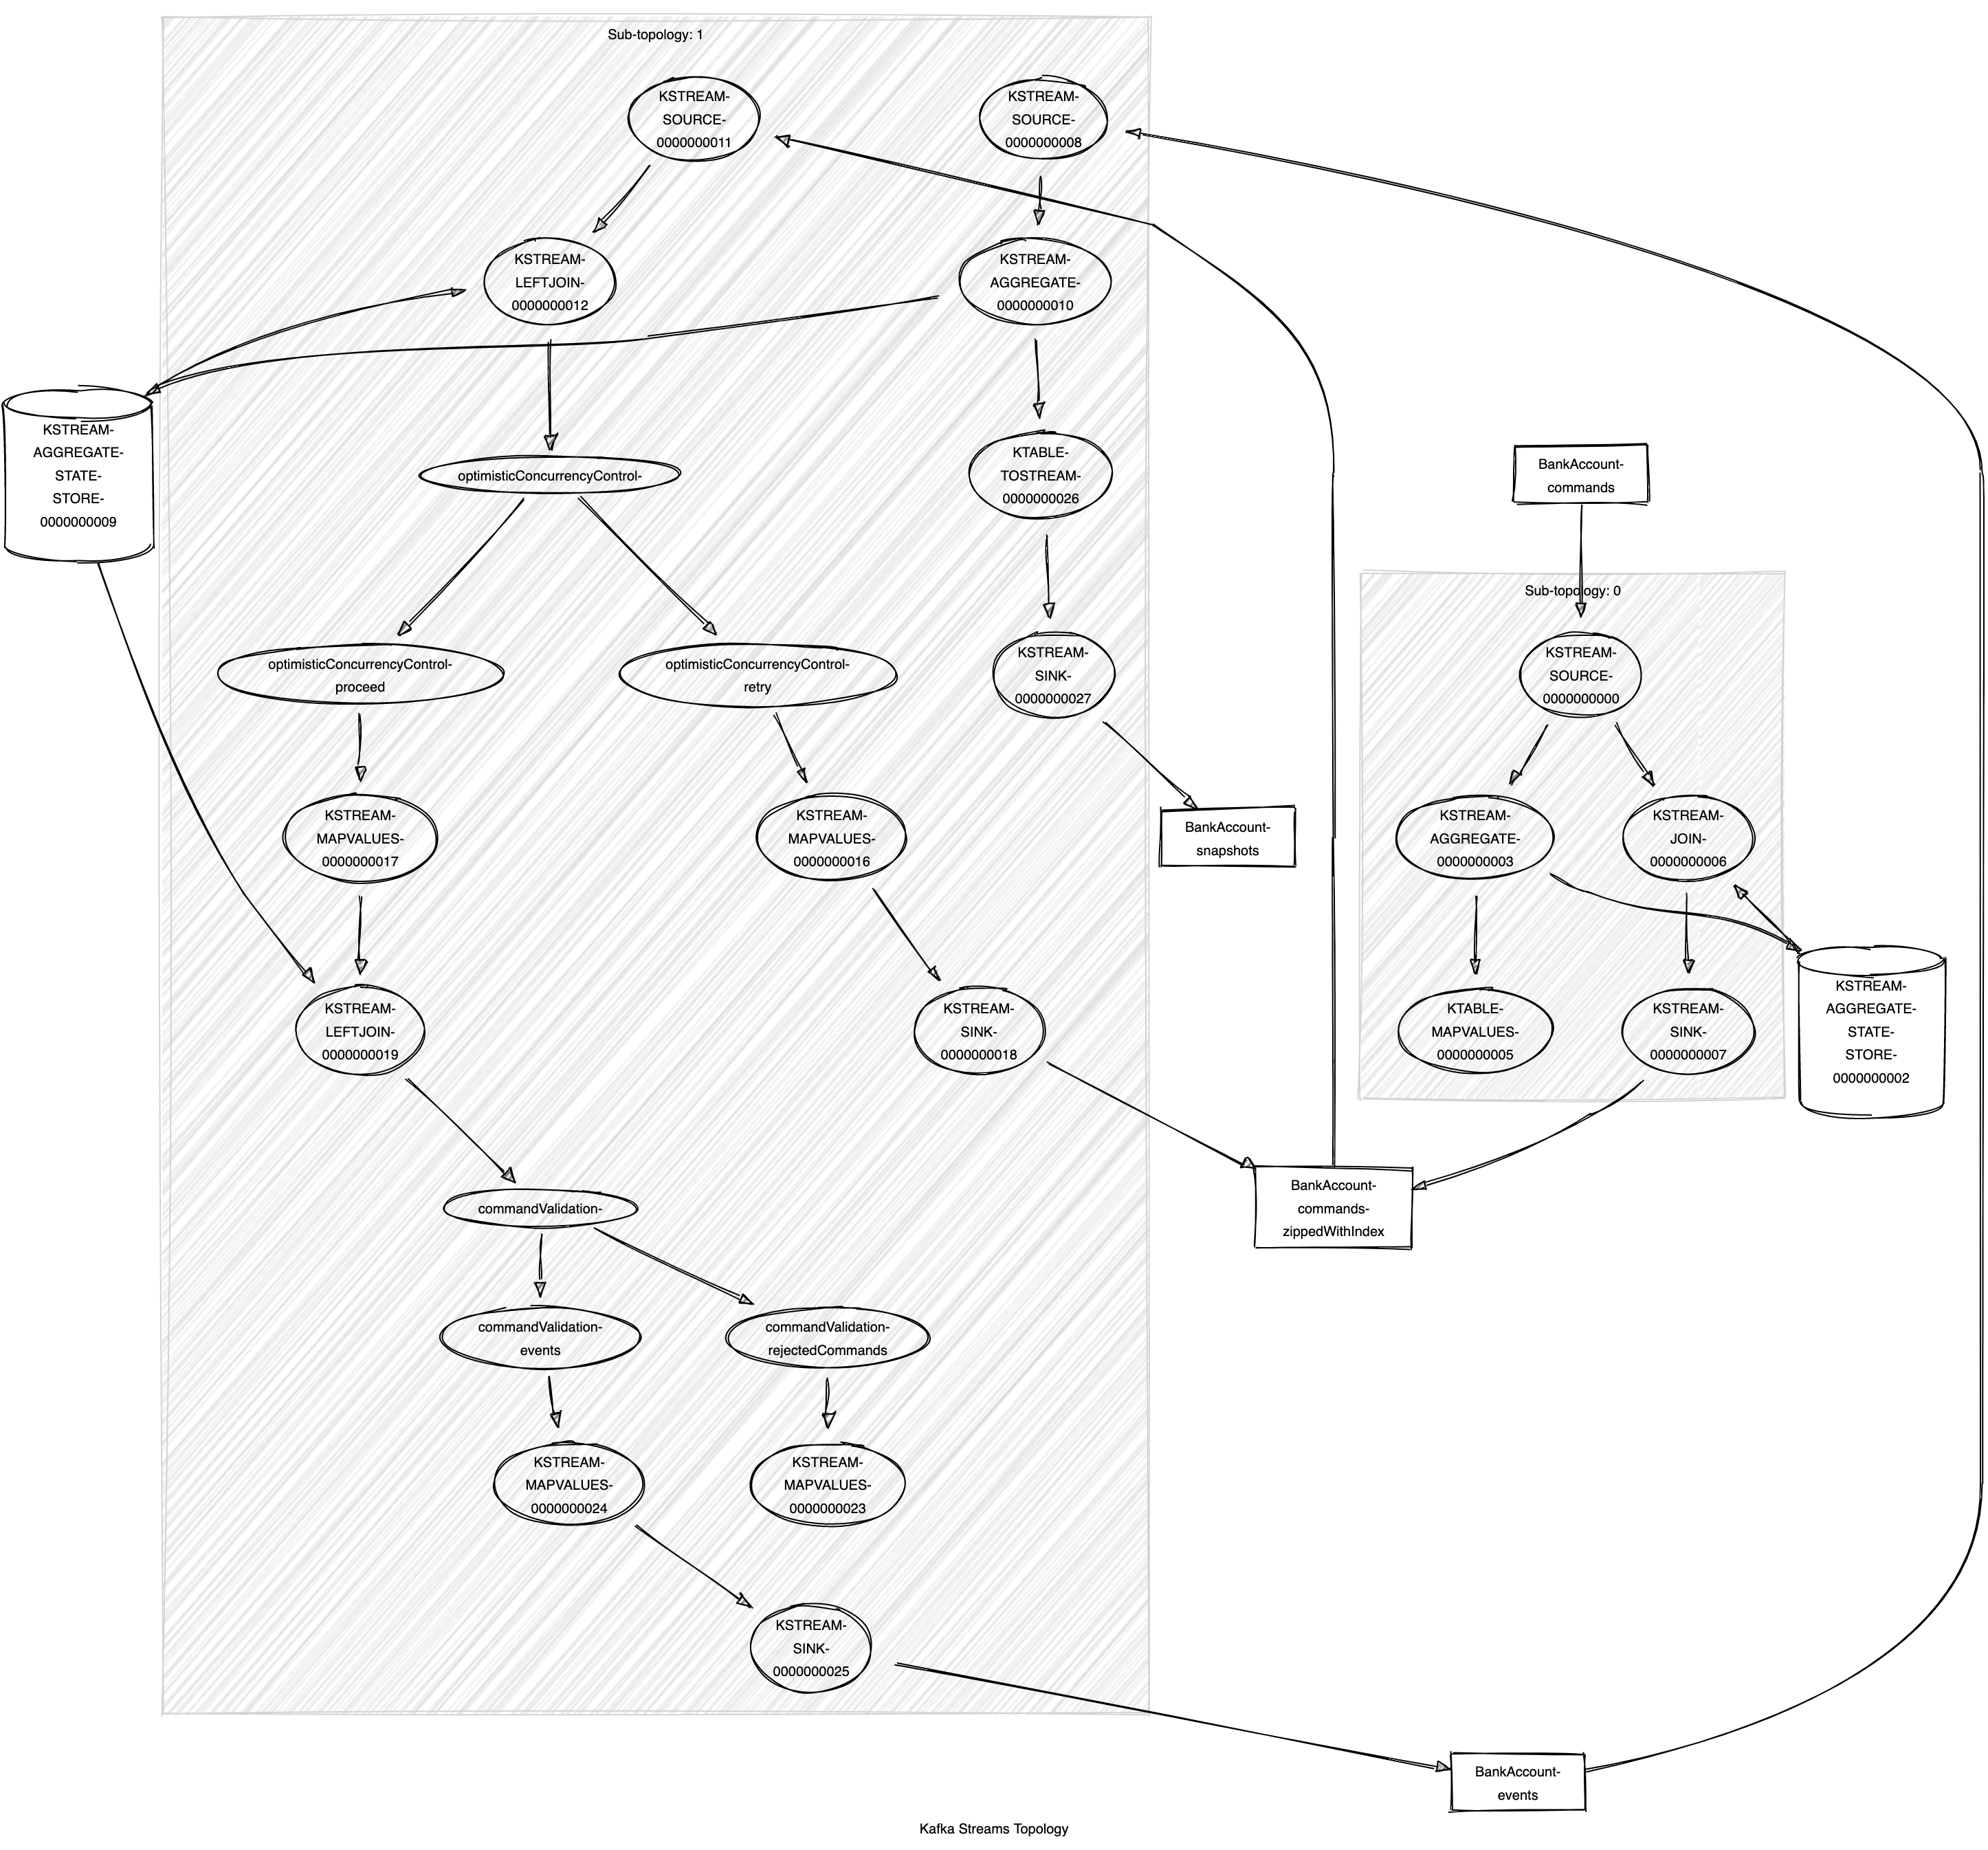 Sub-topology: 1
KSTREAM-
SOURCE-
0000000011
KSTREAM-
SOURCE-
0000000008
KSTREAM-
LEFTJOIN-
0000000012
KSTREAM-
AGGREGATE-
0000000010
KSTREAM-
AGGREGATE-
STATE-
STORE-
0000000009
optimisticConcurrencyControl-
KTABLE-
TOSTREAM-
0000000026
BankAccount-
commands
Sub-topology: 0
optimisticConcurrencyControl-
proceed
optimisticConcurrencyControl-
retry
KSTREAM-
SINK-
0000000027
KSTREAM-
SOURCE-
0000000000
KSTREAM-
MAPVALUES-
0000000017
KSTREAM-
MAPVALUES-
0000000016
BankAccount-
snapshots
KSTREAM-
AGGREGATE-
0000000003
KSTREAM-
JOIN-
0000000006
KSTREAM-
LEFTJOIN-
0000000019
KSTREAM-
SINK-
0000000018
KTABLE-
MAPVALUES-
0000000005
KSTREAM-
SINK-
0000000007
KSTREAM-
AGGREGATE-
STATE-
STORE-
0000000002
commandValidation-
BankAccount-
commands-
zippedWithIndex
commandValidation-
events
commandValidation-
rejectedCommands
KSTREAM-
MAPVALUES-
0000000024
KSTREAM-
MAPVALUES-
0000000023
KSTREAM-
SINK-
0000000025
BankAccount-
events
Kafka Streams Topology